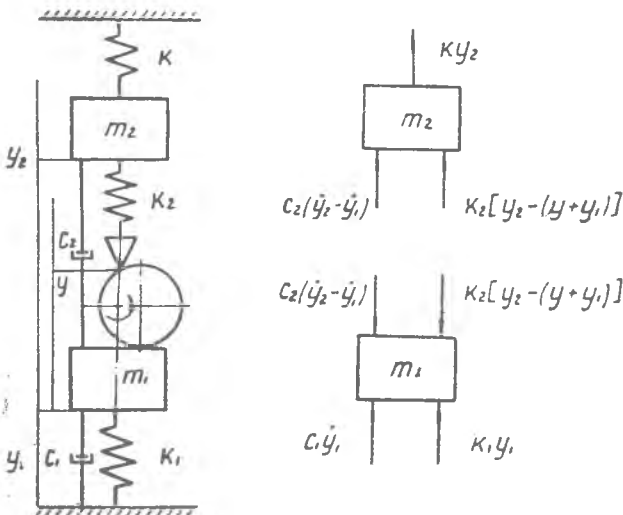 K
m₂
y₂
K₂
C₂
y
m₁
y₁
C₁
K₁
Ky₂
m₂
C₂(ẏ₂-ẏ₁)
K₂[y₂-(y+y₁)]
C₂(ẏ₂-ẏ₁)
K₂[y₂-(y+y₁)]
m₁
C₁ẏ₁
K₁y₁